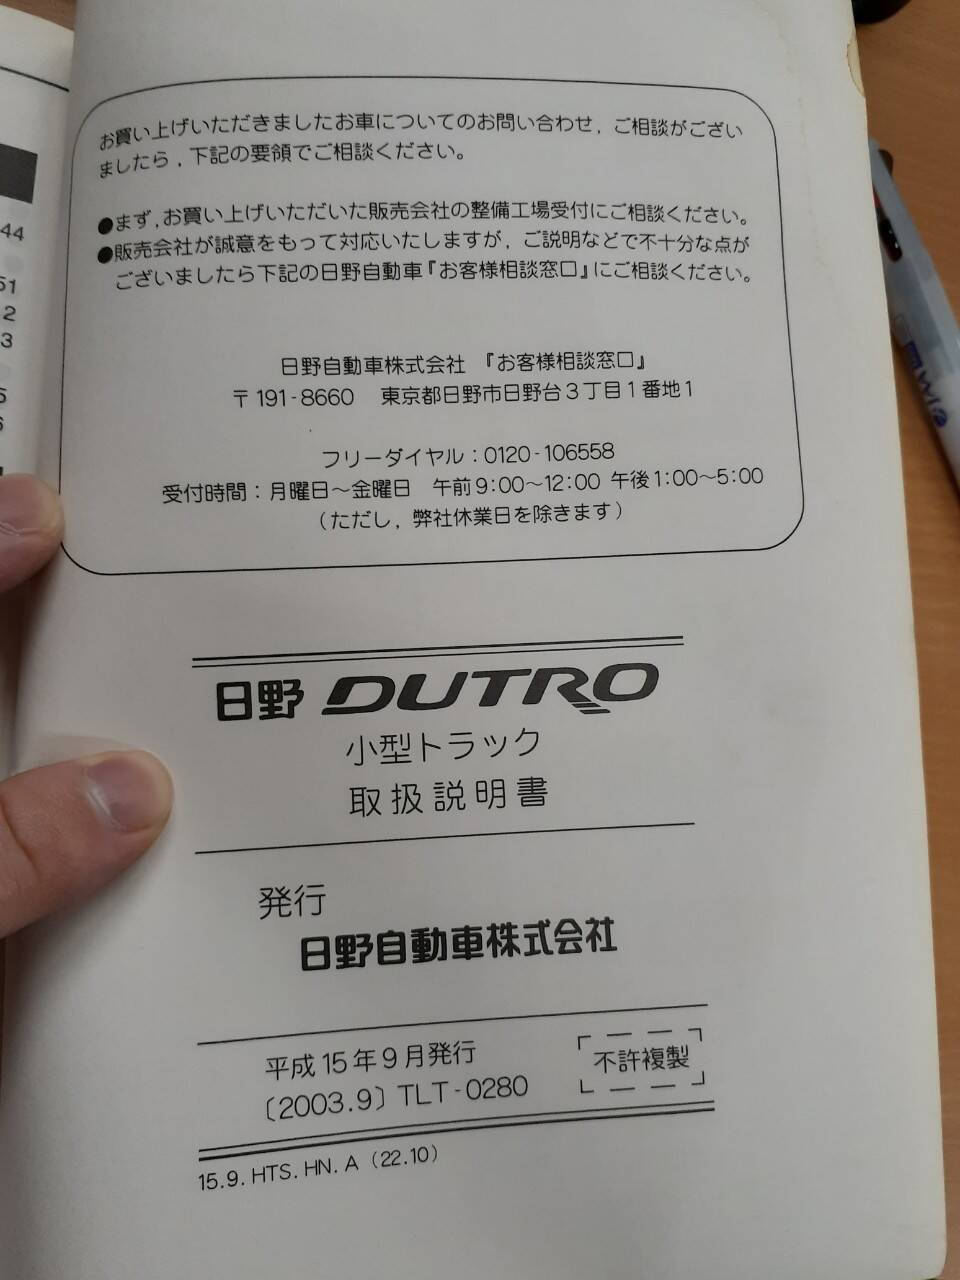 お買い上げいただきましたお車についてのお問い合わせ，ご相談がござい
ましたら，下記の要領でご相談ください。
●まず，お買い上げいただいた販売会社の整備工場受付にご相談ください。
●販売会社が誠意をもって対応いたしますが，ご説明などで不十分な点が
ございましたら下記の日野自動車『お客様相談窓口』にご相談ください。
日野自動車株式会社 『お客様相談窓口』
〒191-8660 東京都日野市日野台3丁目1番地1
フリーダイヤル：0120-106558
受付時間：月曜日～金曜日 午前9:00～12:00 午後1:00～5:00
（ただし，弊社休業日を除きます）
日野 DUTRO
小型トラック
取扱説明書
発行
日野自動車株式会社
平成15年9月発行
〔2003.9〕TLT-0280
不許複製
15.9. HTS. HN. A（22.10）
44
51
2
3
5
6